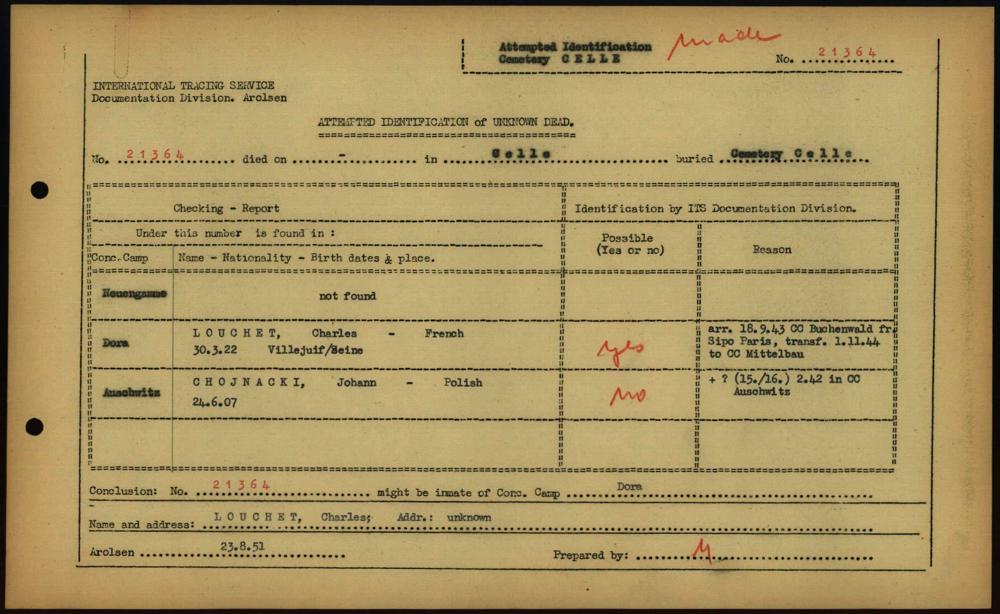 Attempted Identification made
Cemetery CELLE
No. 21364
INTERNATIONAL TRACING SERVICE
Documentation Division. Arolsen
ATTEMPTED IDENTIFICATION of UNKNOWN DEAD.
No. 21364 died on - in Celle buried Cemetery Celle
Checking - Report Identification by ITS Documentation Division.
Under this number is found in :
Possible
(Yes or no) Reason
Conc.Camp Name - Nationality - Birth dates & place.
Neuengamme not found
Dora LOUCHET, Charles - French
30.3.22 Villejuif/Seine
yes
arr. 18.9.43 CC Buchenwald fr.
Sipo Paris, transf. 1.11.44
to CC Mittelbau
Auschwitz CHOJNACKI, Johann - Polish
24.6.07
no
+ ? (15./16.) 2.42 in CC
Auschwitz
Conclusion: No. 21364 might be inmate of Conc. Camp Dora
Name and address: LOUCHET, Charles; Addr.: unknown
Arolsen 23.8.51 Prepared by: